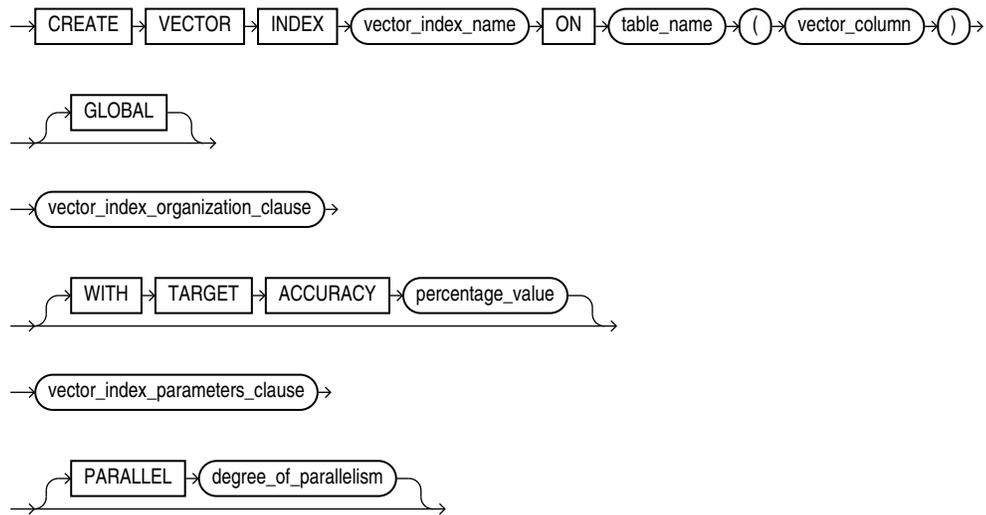 CREATE VECTOR INDEX vector_index_name ON table_name ( vector_column )
GLOBAL
vector_index_organization_clause
WITH TARGET ACCURACY percentage_value
vector_index_parameters_clause
PARALLEL degree_of_parallelism